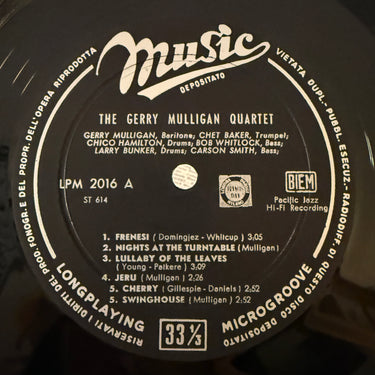 Music
DEPOSITATO
THE GERRY MULLIGAN QUARTET
GERRY MULLIGAN, Baritone; CHET BAKER, Trumpet;
CHICO HAMILTON, Drums; BOB WHITLOCK, Bass;
LARRY BUNKER, Drums; CARSON SMITH, Bass;
LPM 2016 A
ST 614
BIEM
Pacific Jazz
Hi-Fi Recording
1. FRENESI ( Domingjez - Whitcup ) 3,05
2. NIGHTS AT THE TURNTABLE (Mulligan)
3. LULLABY OF THE LEAVES
( Young - Palkere ) 3,09
4. JERU ( Mulligan ) 2,26
5. CHERRY ( Gillespie - Daniels ) 2,52
5. SWINGHOUSE ( Mulligan ) 2,52
LONGPLAYING
33 1/3
MICROGROOVE
RISERVATI I DIRITTI DEL PROD. FONOGR. E DEL PROPR. DELL'OPERA RIPRODOTTA
VIETATA DUPL.- PUBBL. ESECUZ.- RADIODIFF. DI QUESTO DISCO DEPOSITATO